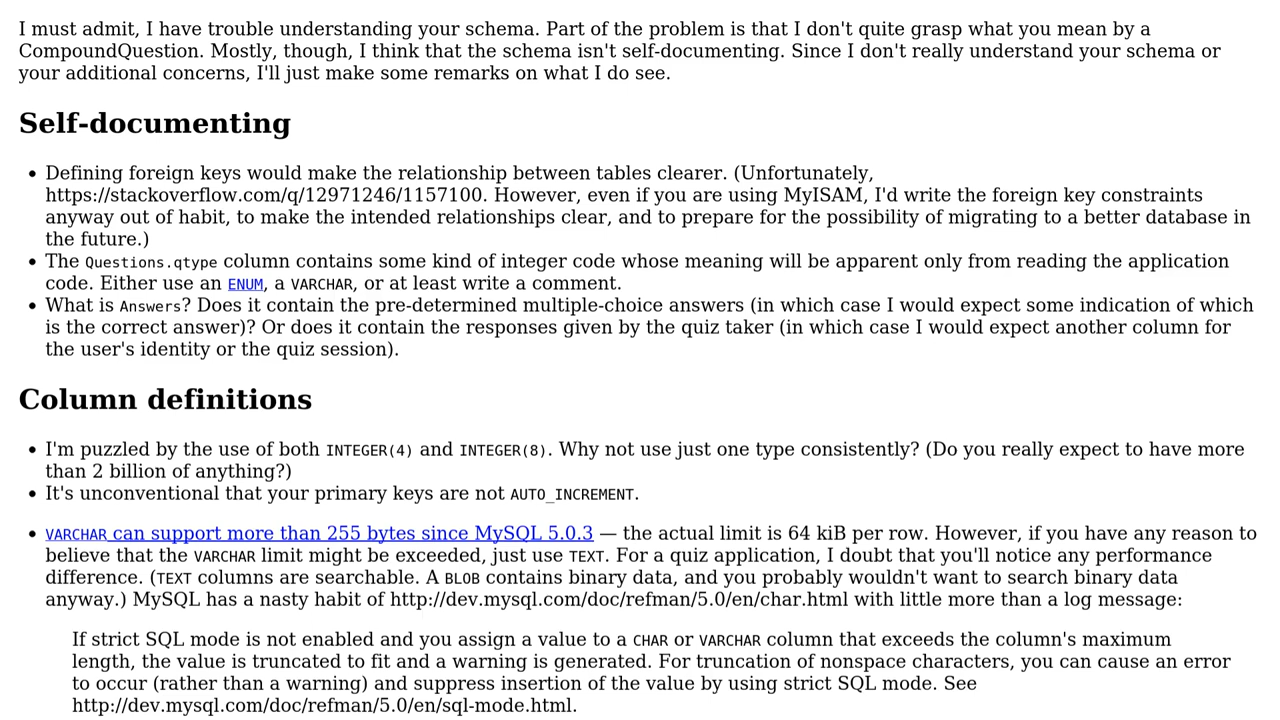 I must admit, I have trouble understanding your schema. Part of the problem is that I don't quite grasp what you mean by a
CompoundQuestion. Mostly, though, I think that the schema isn't self-documenting. Since I don't really understand your schema or
your additional concerns, I'll just make some remarks on what I do see.
Self-documenting
• Defining foreign keys would make the relationship between tables clearer. (Unfortunately,
https://stackoverflow.com/q/12971246/1157100. However, even if you are using MyISAM, I'd write the foreign key constraints
anyway out of habit, to make the intended relationships clear, and to prepare for the possibility of migrating to a better database in
the future.)
• The Questions.qtype column contains some kind of integer code whose meaning will be apparent only from reading the application
code. Either use an ENUM, a VARCHAR, or at least write a comment.
• What is Answers? Does it contain the pre-determined multiple-choice answers (in which case I would expect some indication of which
is the correct answer)? Or does it contain the responses given by the quiz taker (in which case I would expect another column for
the user's identity or the quiz session).
Column definitions
• I'm puzzled by the use of both INTEGER(4) and INTEGER(8). Why not use just one type consistently? (Do you really expect to have more
than 2 billion of anything?)
• It's unconventional that your primary keys are not AUTO_INCREMENT.
• VARCHAR can support more than 255 bytes since MySQL 5.0.3 — the actual limit is 64 kiB per row. However, if you have any reason to
believe that the VARCHAR limit might be exceeded, just use TEXT. For a quiz application, I doubt that you'll notice any performance
difference. (TEXT columns are searchable. A BLOB contains binary data, and you probably wouldn't want to search binary data
anyway.) MySQL has a nasty habit of http://dev.mysql.com/doc/refman/5.0/en/char.html with little more than a log message:
If strict SQL mode is not enabled and you assign a value to a CHAR or VARCHAR column that exceeds the column's maximum
length, the value is truncated to fit and a warning is generated. For truncation of nonspace characters, you can cause an error
to occur (rather than a warning) and suppress insertion of the value by using strict SQL mode. See
http://dev.mysql.com/doc/refman/5.0/en/sql-mode.html.